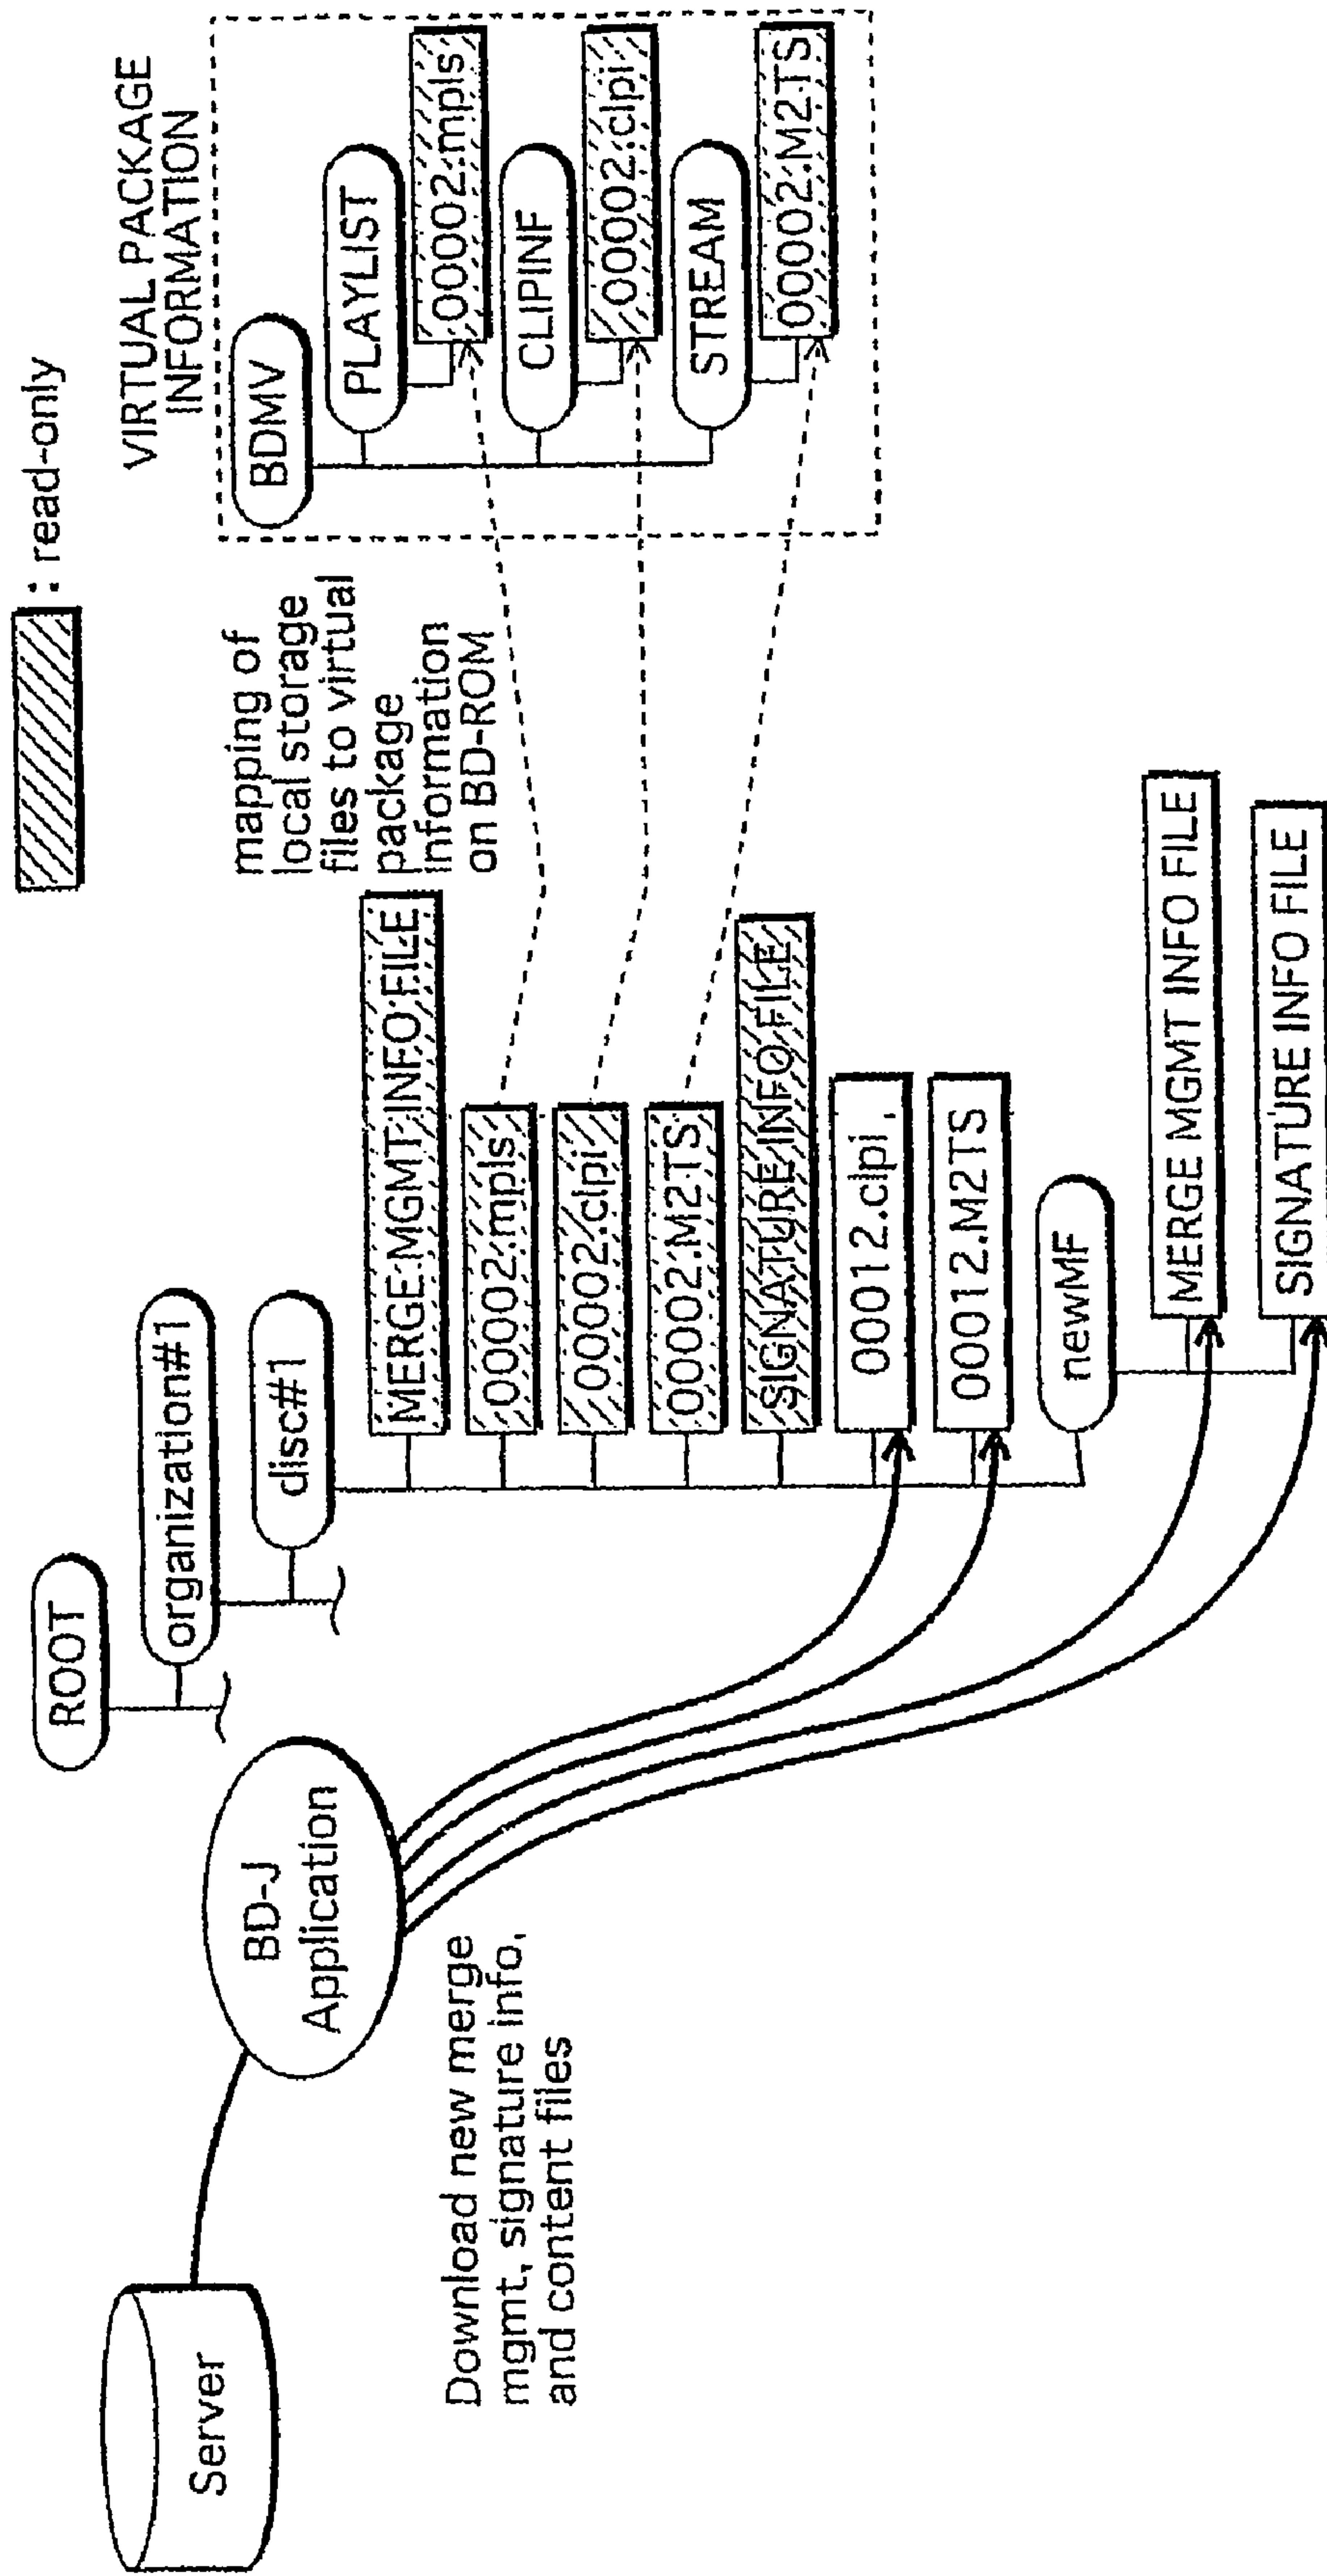 : read-only
Server
BD-J
Application
Download new merge
mgmt, signature info,
and content files
ROOT
organization#1
disc#1
MERGE MGMT INFO FILE
00002.mpls
00002.clpi
00002.M2TS
SIGNATURE INFO FILE
00012.clpi
00012.M2TS
newMF
MERGE MGMT INFO FILE
SIGNATURE INFO FILE
mapping of
local storage
files to virtual
package
information
on BD-ROM
VIRTUAL PACKAGE
INFORMATION
BDMV
PLAYLIST
00002.mpls
CLIPINF
00002.clpi
STREAM
00002.M2TS